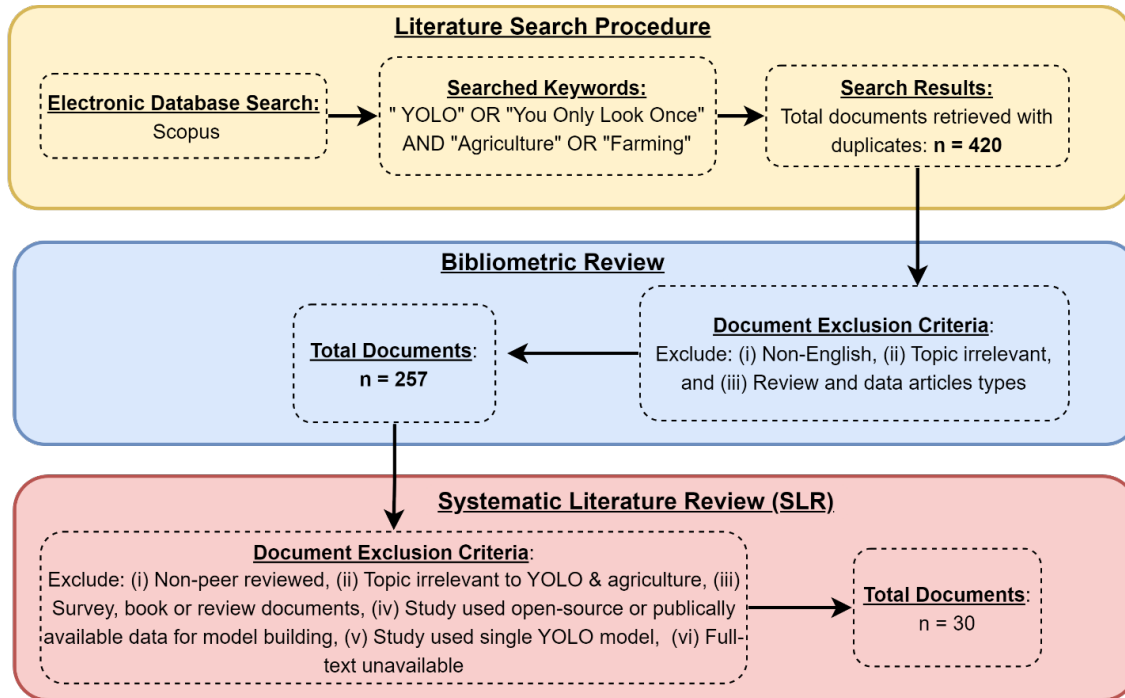 Literature Search Procedure
Electronic Database Search:
Scopus
Searched Keywords:
" YOLO" OR "You Only Look Once"
AND "Agriculture" OR "Farming"
Search Results:
Total documents retrieved with
duplicates: n = 420
Bibliometric Review
Document Exclusion Criteria:
Exclude: (i) Non-English, (ii) Topic irrelevant,
and (iii) Review and data articles types
Total Documents:
n = 257
Systematic Literature Review (SLR)
Document Exclusion Criteria:
Exclude: (i) Non-peer reviewed, (ii) Topic irrelevant to YOLO & agriculture, (iii)
Survey, book or review documents, (iv) Study used open-source or publically
available data for model building, (v) Study used single YOLO model, (vi) Full-
text unavailable
Total Documents:
n = 30